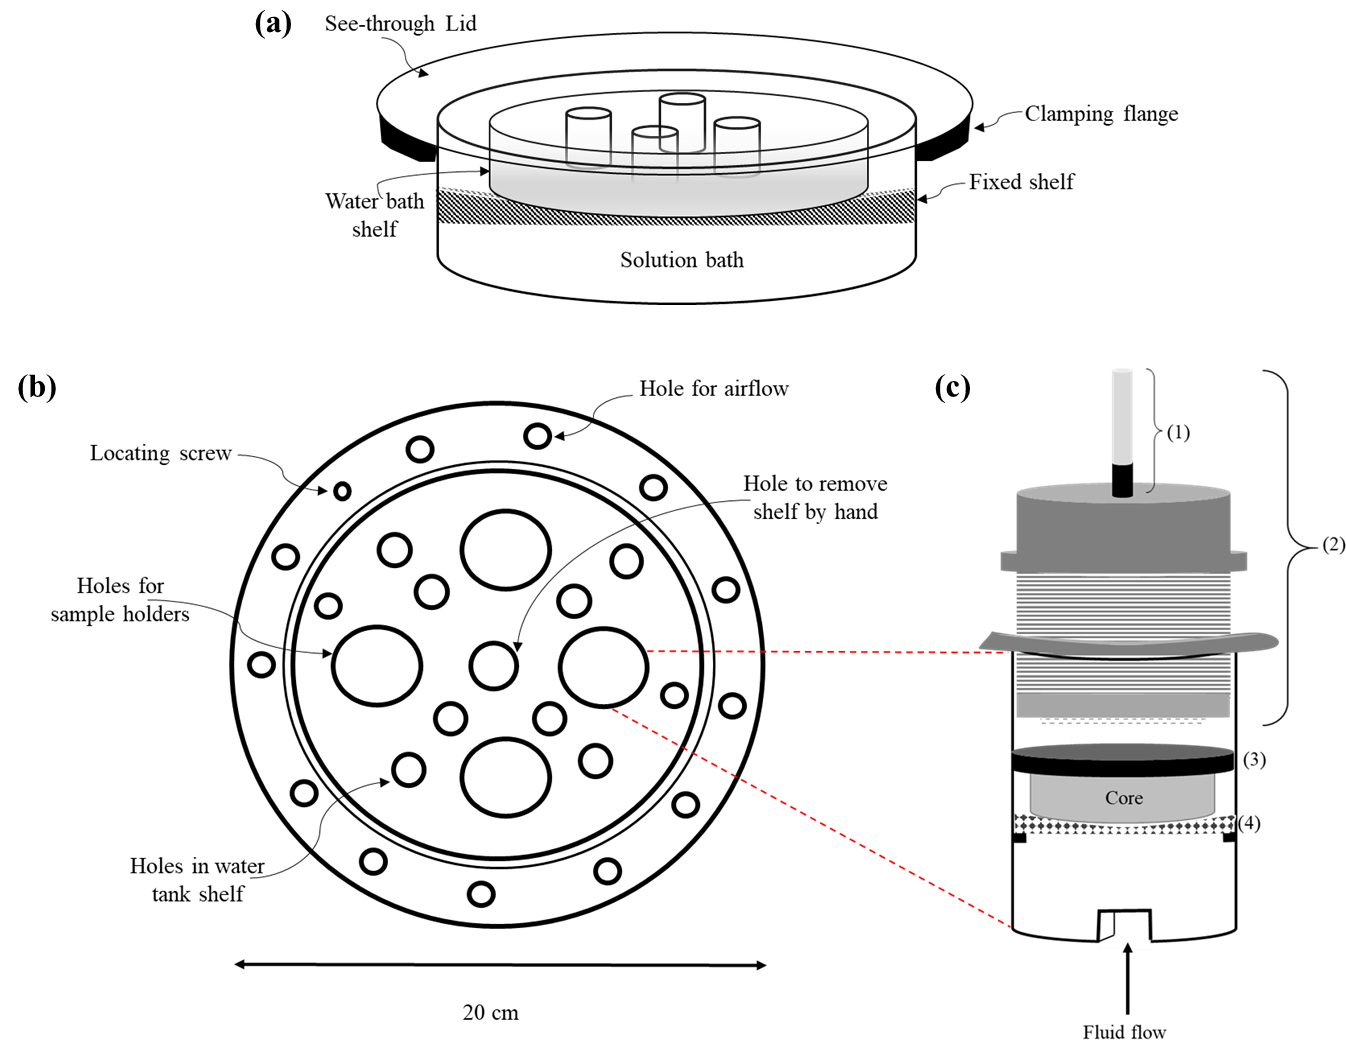 (a)
See-through Lid
Clamping flange
Fixed shelf
Water bath
shelf
Solution bath
(b)
Hole for airflow
Locating screw
Hole to remove
shelf by hand
Holes for
sample holders
Holes in water
tank shelf
20 cm
(c)
(1)
(2)
(3)
Core
(4)
Fluid flow